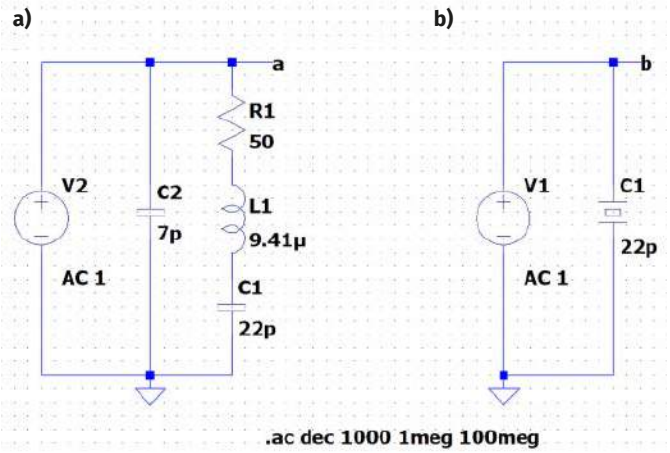 a)
b)
a
b
R1
50
V2
C2
7p
L1
9.41µ
V1
C1
22p
AC 1
C1
22p
AC 1
.ac dec 1000 1meg 100meg